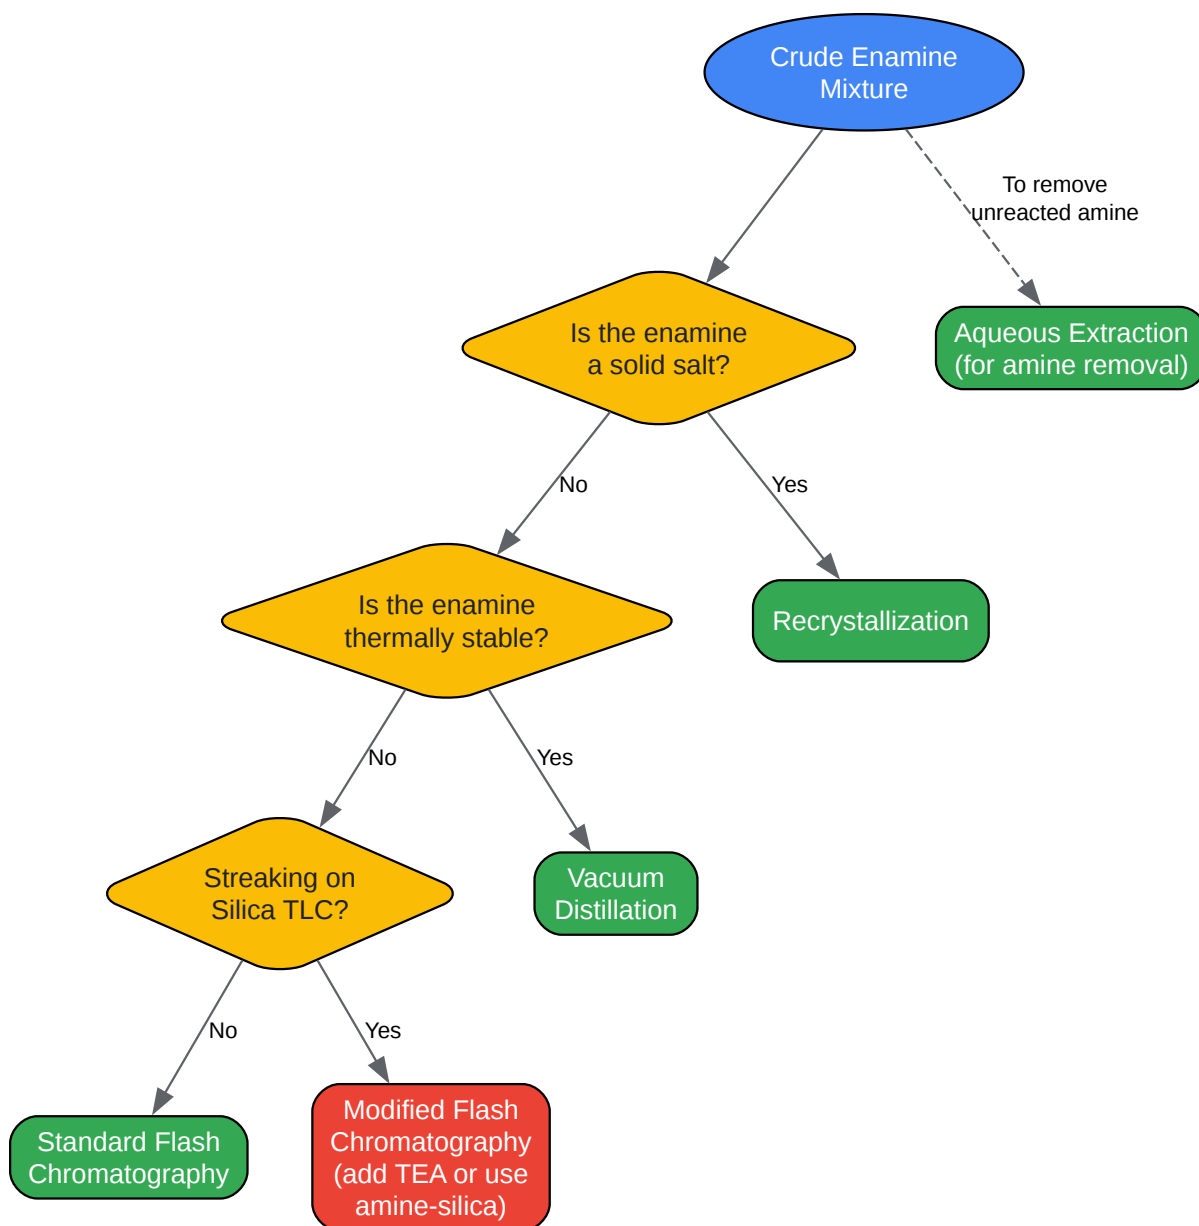 Crude Enamine
Mixture
To remove
unreacted amine
Is the enamine
a solid salt?
Aqueous Extraction
(for amine removal)
No
Yes
Is the enamine
thermally stable?
Recrystallization
No
Yes
Streaking on
Silica TLC?
Vacuum
Distillation
No
Yes
Standard Flash
Chromatography
Modified Flash
Chromatography
(add TEA or use
amine-silica)